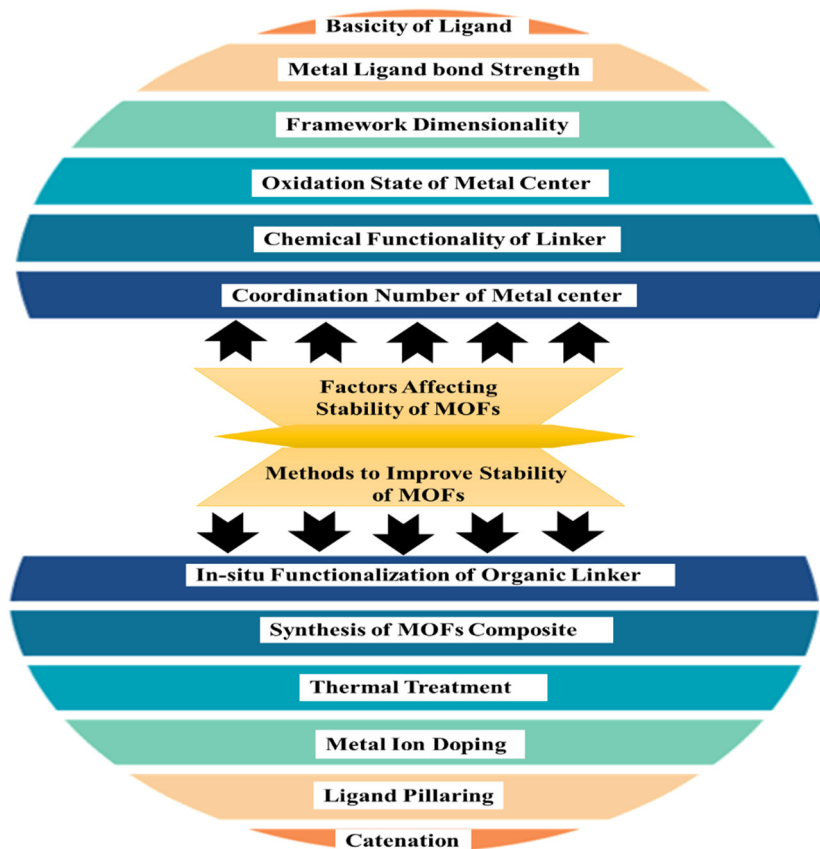 Basicity of Ligand
Metal Ligand bond Strength
Framework Dimensionality
Oxidation State of Metal Center
Chemical Functionality of Linker
Coordination Number of Metal center
Factors Affecting
Stability of MOFs
Methods to Improve Stability
of MOFs
In-situ Functionalization of Organic Linker
Synthesis of MOFs Composite
Thermal Treatment
Metal Ion Doping
Ligand Pillaring
Catenation